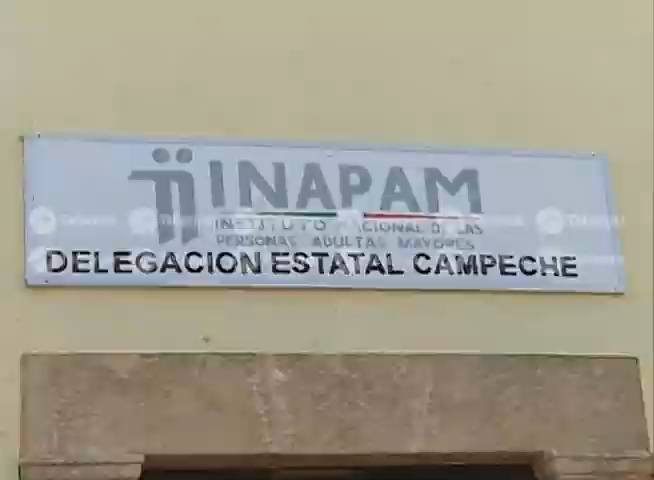 INAPAM
INSTITUTO NACIONAL DE LAS
PERSONAS ADULTAS MAYORES
DELEGACION ESTATAL CAMPECHE